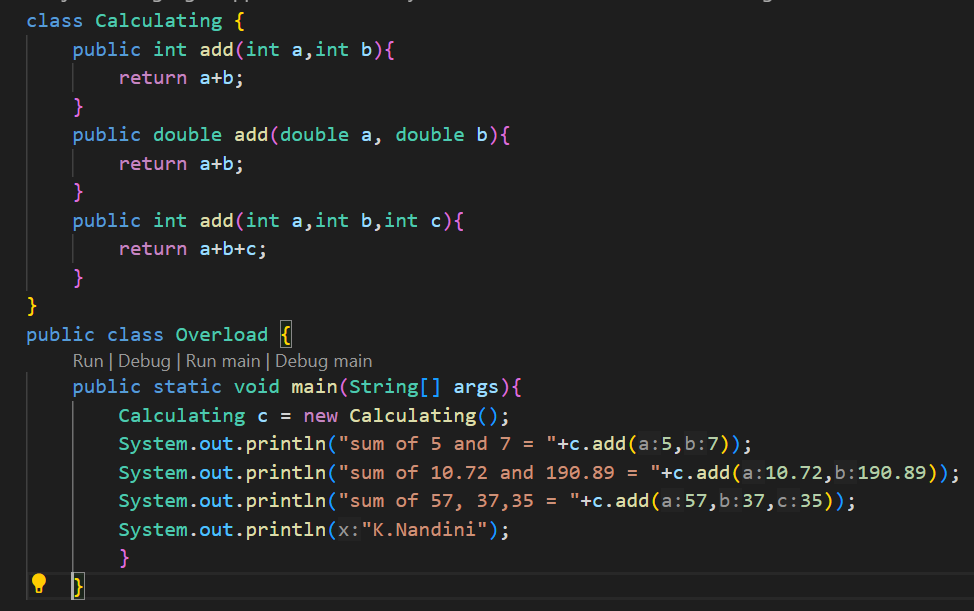 class Calculating {
    public int add(int a,int b){
        return a+b;
    }
    public double add(double a, double b){
        return a+b;
    }
    public int add(int a,int b,int c){
        return a+b+c;
    }
}
public class Overload {
    Run | Debug | Run main | Debug main
    public static void main(String[] args){
        Calculating c = new Calculating();
        System.out.println("sum of 5 and 7 = "+c.add(a:5,b:7));
        System.out.println("sum of 10.72 and 190.89 = "+c.add(a:10.72,b:190.89));
        System.out.println("sum of 57, 37,35 = "+c.add(a:57,b:37,c:35));
        System.out.println(x:"K.Nandini");
        }
    }